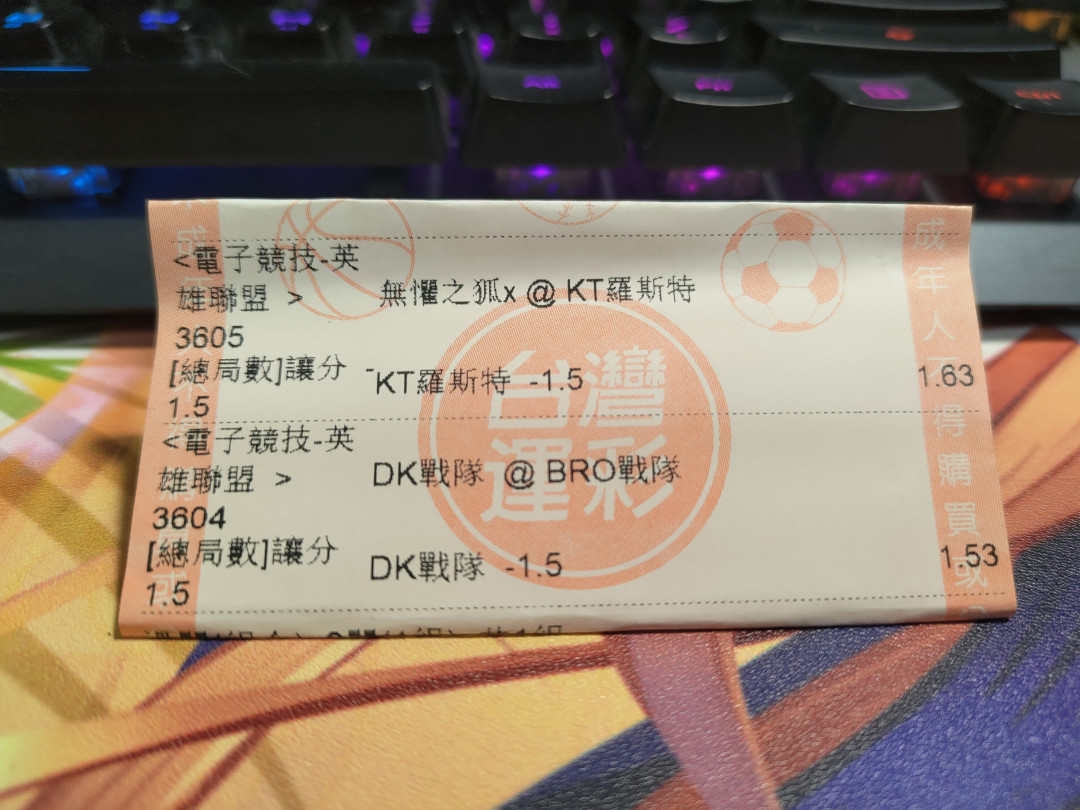 <電子競技-英
雄聯盟 > 無懼之狐x @ KT羅斯特
3605
[總局數]讓分 KT羅斯特 -1.5 1.63
1.5
<電子競技-英
雄聯盟 > DK戰隊 @ BRO戰隊
3604
[總局數]讓分 DK戰隊 -1.5 1.53
1.5
台灣
運彩
成年人不得購買或